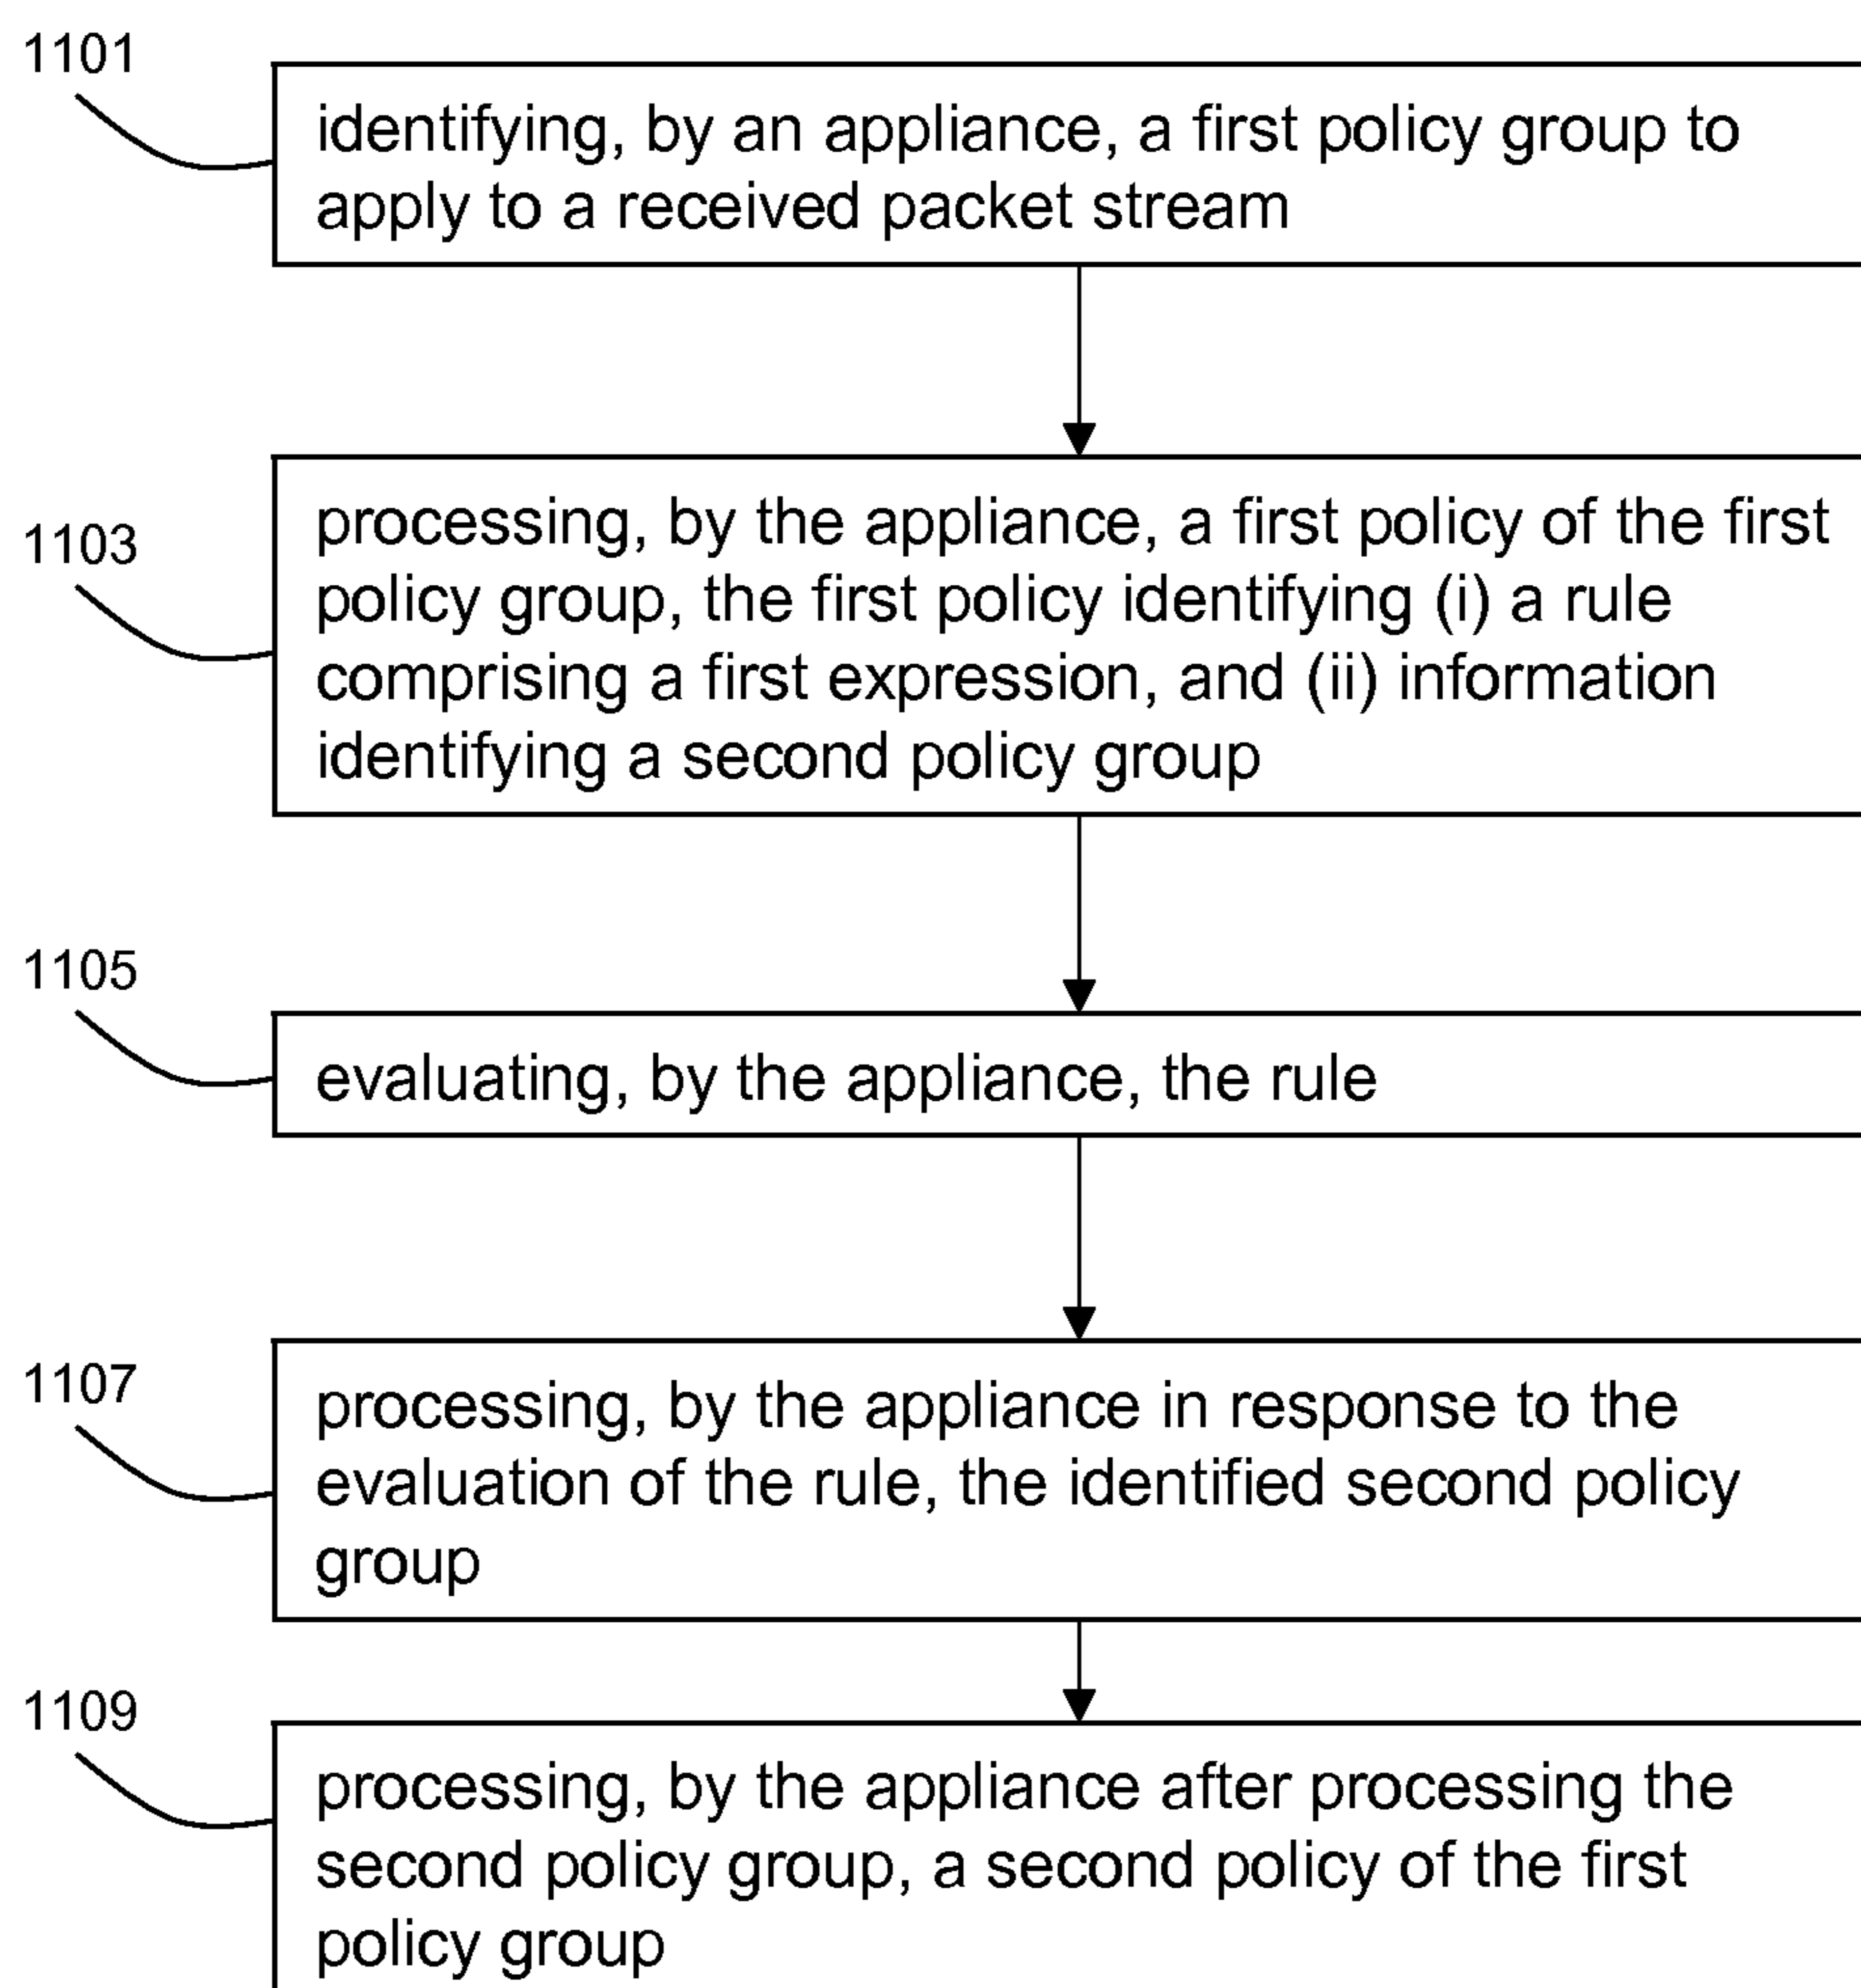 1101
identifying, by an appliance, a first policy group to
apply to a received packet stream
1103
processing, by the appliance, a first policy of the first
policy group, the first policy identifying (i) a rule
comprising a first expression, and (ii) information
identifying a second policy group
1105
evaluating, by the appliance, the rule
1107
processing, by the appliance in response to the
evaluation of the rule, the identified second policy
group
1109
processing, by the appliance after processing the
second policy group, a second policy of the first
policy group